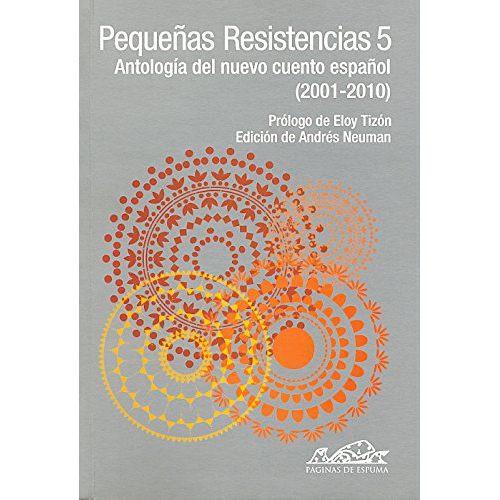 Pequeñas Resistencias 5
Antología del nuevo cuento español
(2001-2010)
Prólogo de Eloy Tizón
Edición de Andrés Neuman
PÁGINAS DE ESPUMA